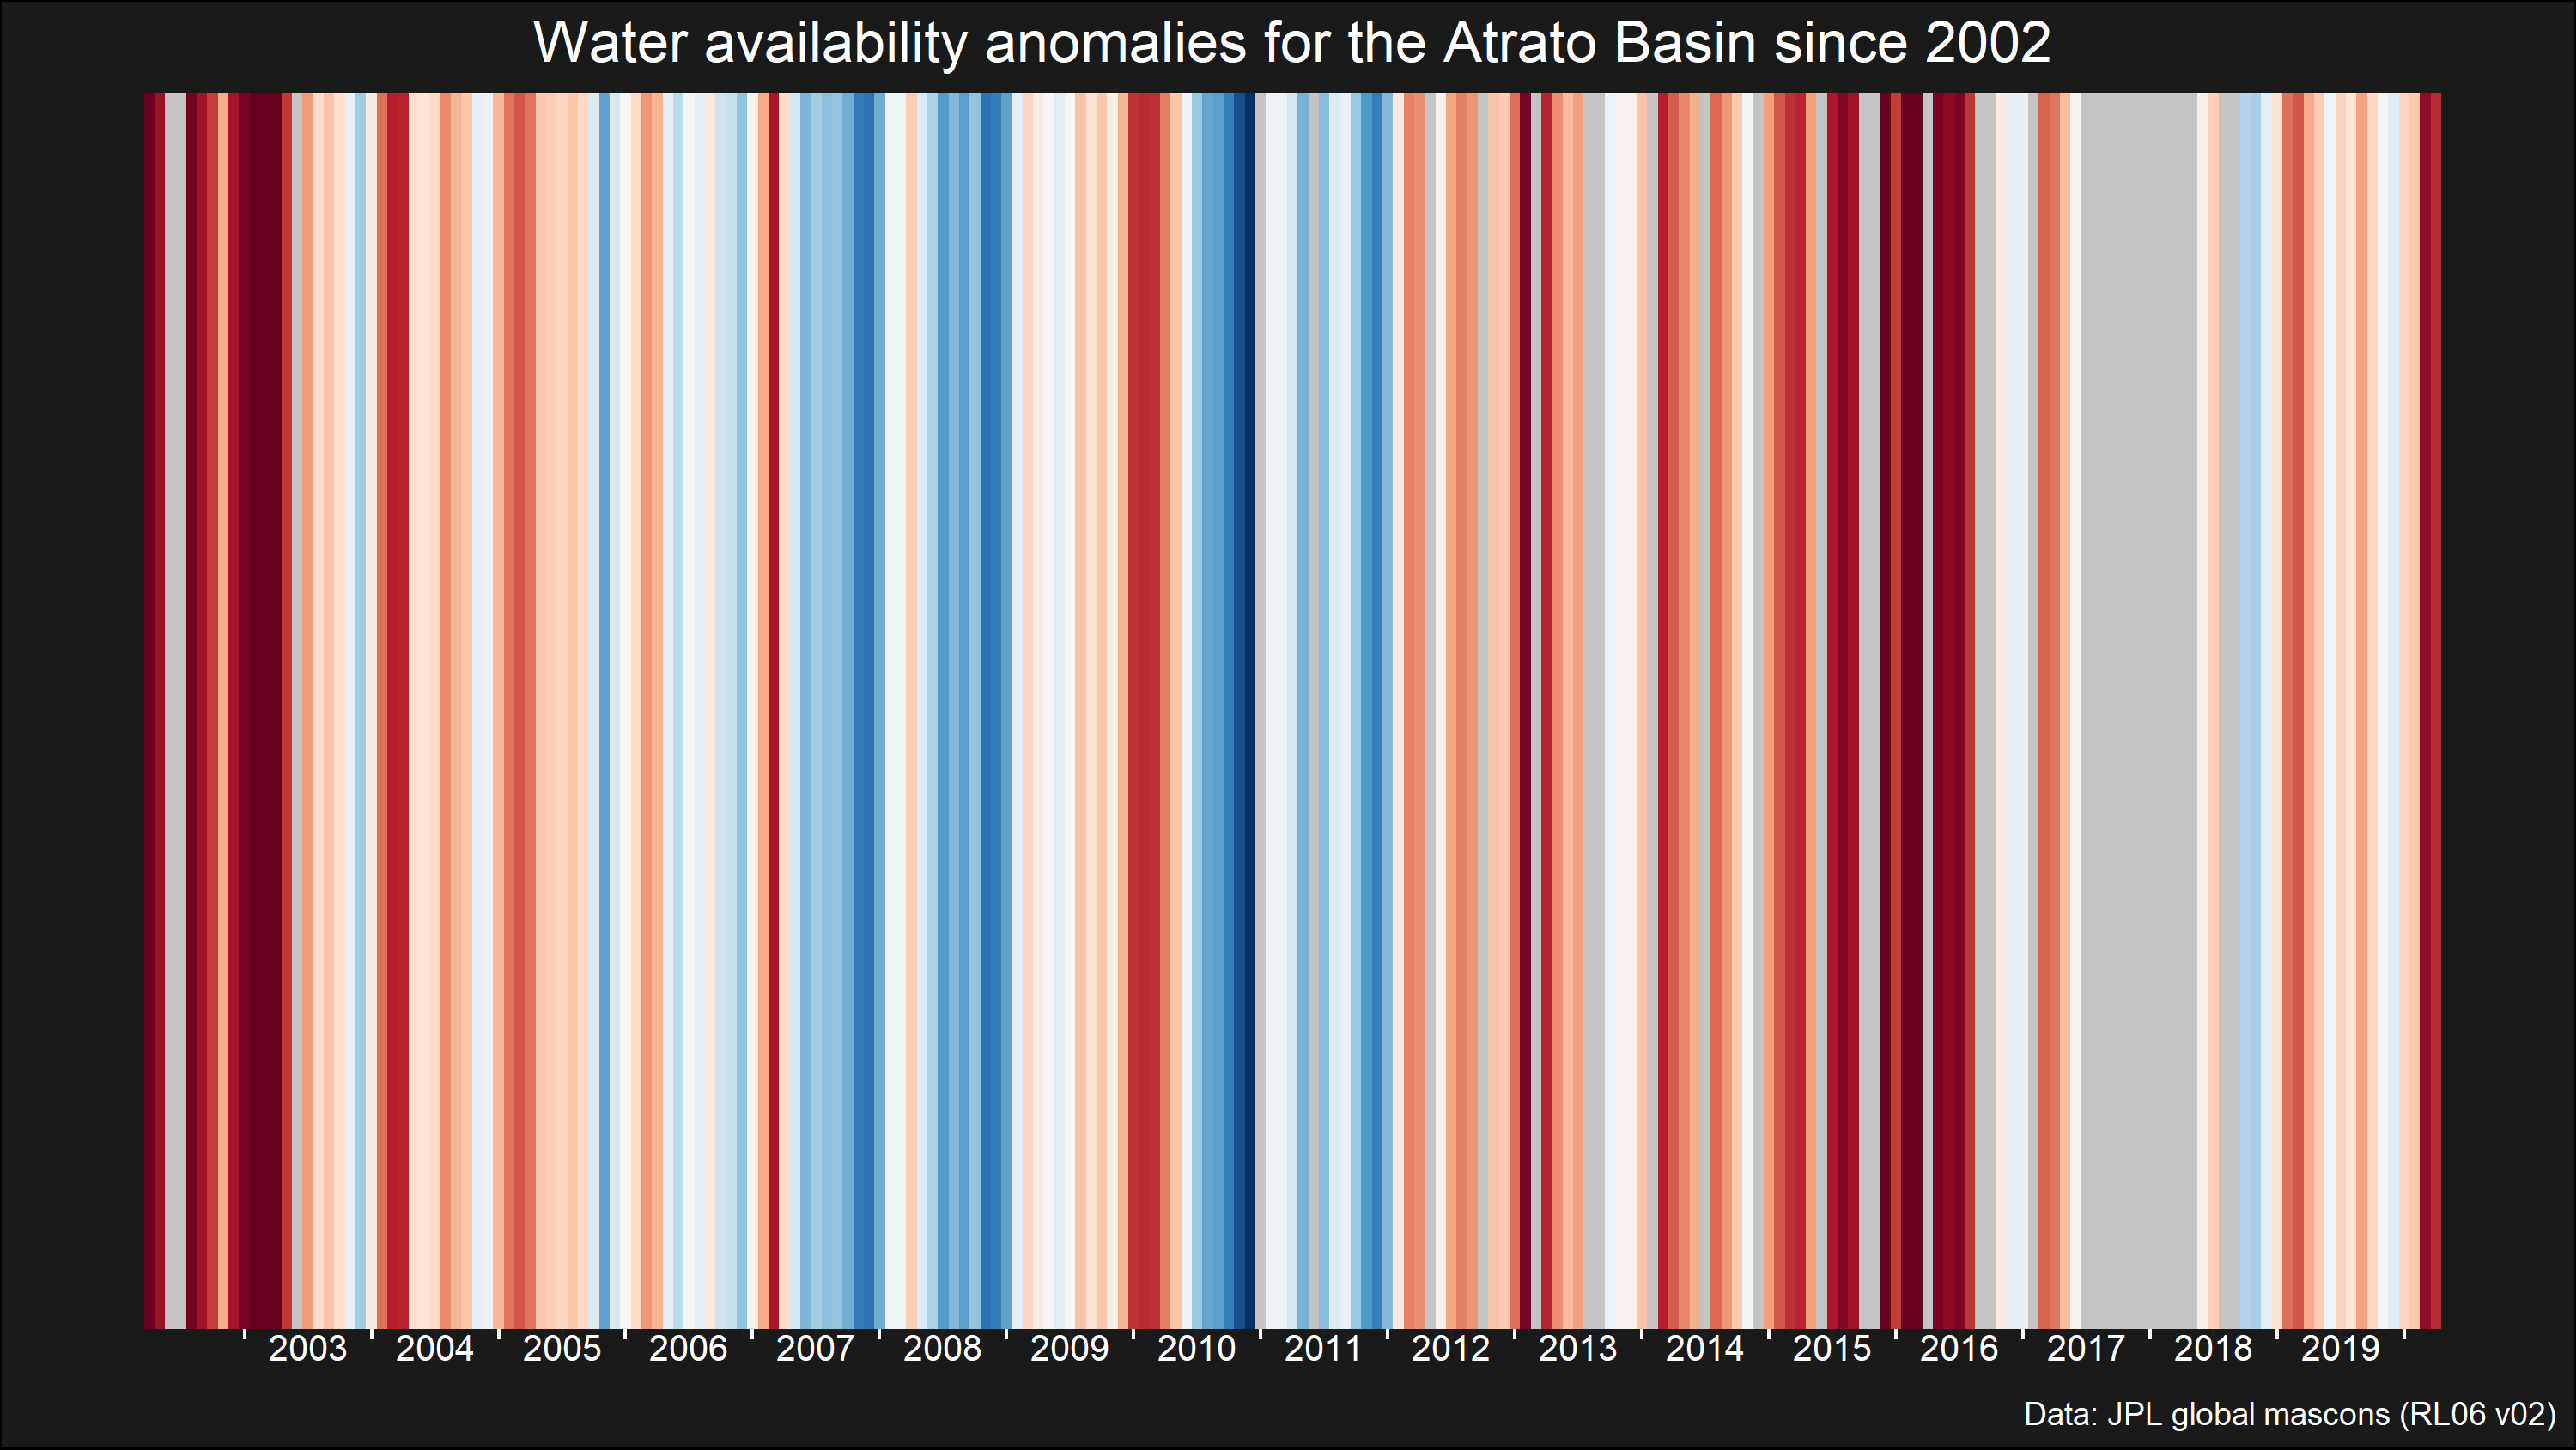 Water availability anomalies for the Atrato Basin since 2002
2003 2004 2005 2006 2007 2008 2009 2010 2011 2012 2013 2014 2015 2016 2017 2018 2019
Data: JPL global mascons (RL06 v02)